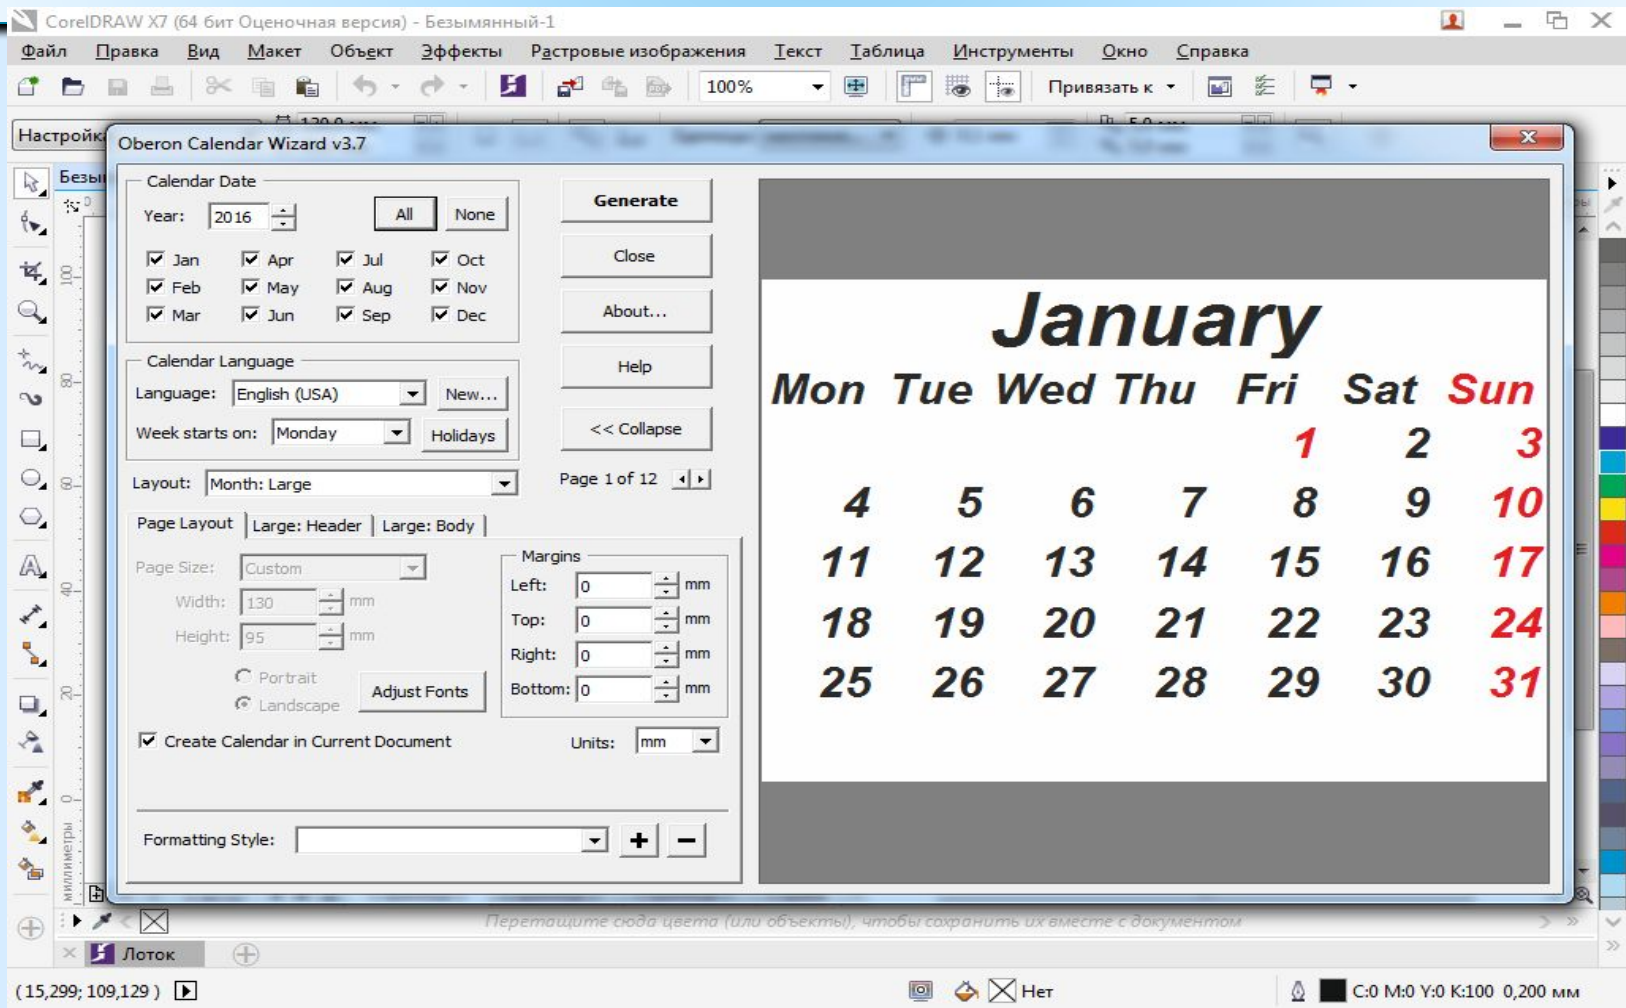 CorelDRAW X7 (64 бит Оценочная версия) - Безымянный-1
Файл Правка Вид Макет Объект Эффекты Растровые изображения Текст Таблица Инструменты Окно Справка
100% Привязать к
Oberon Calendar Wizard v3.7
Calendar Date
Year: 2016 All None
Jan Apr Jul Oct
Feb May Aug Nov
Mar Jun Sep Dec
Calendar Language
Language: English (USA) New...
Week starts on: Monday Holidays
Layout: Month: Large
Generate
Close
About...
Help
<< Collapse
Page 1 of 12
Page Layout Large: Header Large: Body
Page Size: Custom
Width: 130 mm
Height: 95 mm
Portrait
Landscape
Adjust Fonts
Margins
Left: 0 mm
Top: 0 mm
Right: 0 mm
Bottom: 0 mm
Create Calendar in Current Document Units: mm
Formatting Style:
January
Mon Tue Wed Thu Fri Sat Sun
1 2 3
4 5 6 7 8 9 10
11 12 13 14 15 16 17
18 19 20 21 22 23 24
25 26 27 28 29 30 31
100
80
60
40
20
0
миллиметры
Перетащите сюда цвета (или объекты), чтобы сохранить их вместе с документом
Лоток
( 15,299; 109,129 ) Нет C:0 M:0 Y:0 K:100 0,200 мм